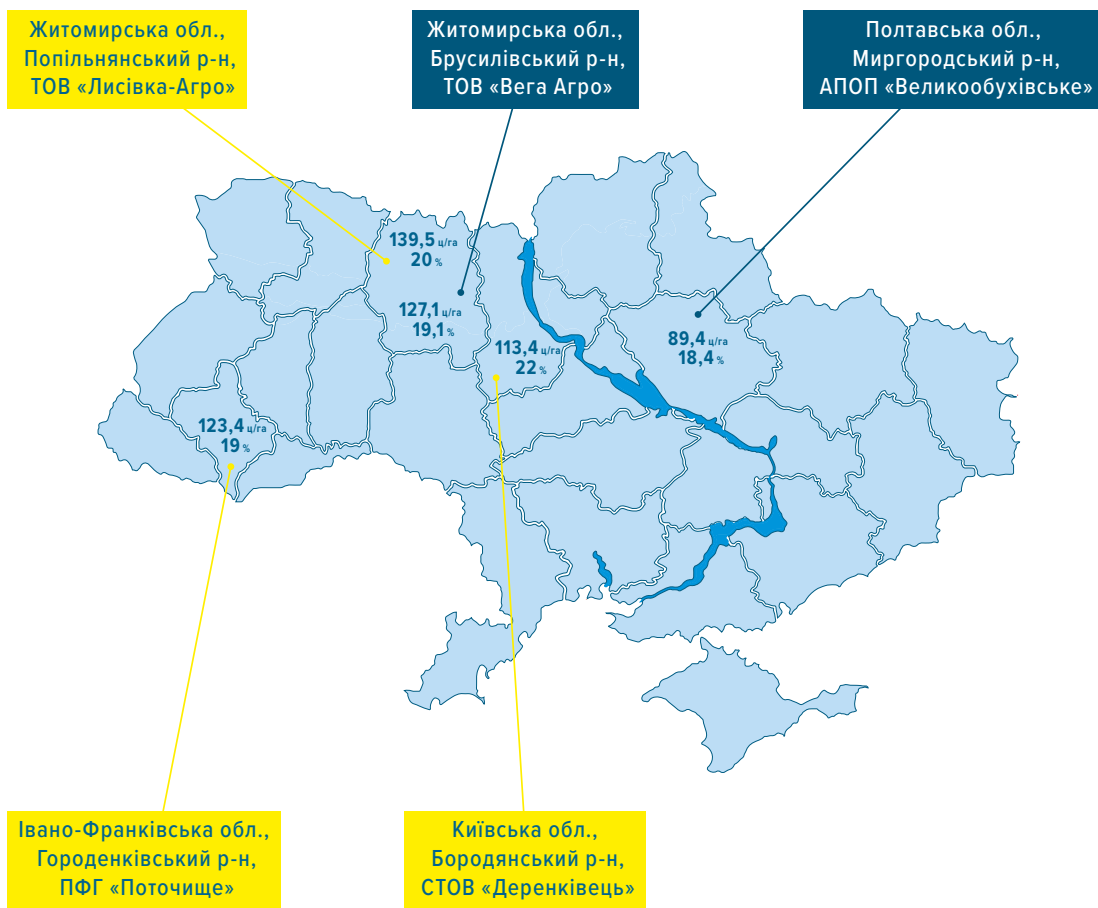 Житомирська обл.,
Попільнянський р-н,
ТОВ «Лисівка-Агро»
Житомирська обл.,
Брусилівський р-н,
ТОВ «Вега Агро»
Полтавська обл.,
Миргородський р-н,
АПОП «Великообухівське»
139,5 ц/га
20 %
127,1 ц/га
19,1 %
113,4 ц/га
22 %
89,4 ц/га
18,4 %
123,4 ц/га
19 %
Івано-Франківська обл.,
Городенківський р-н,
ПФГ «Поточище»
Київська обл.,
Бородянський р-н,
СТОВ «Деренківець»